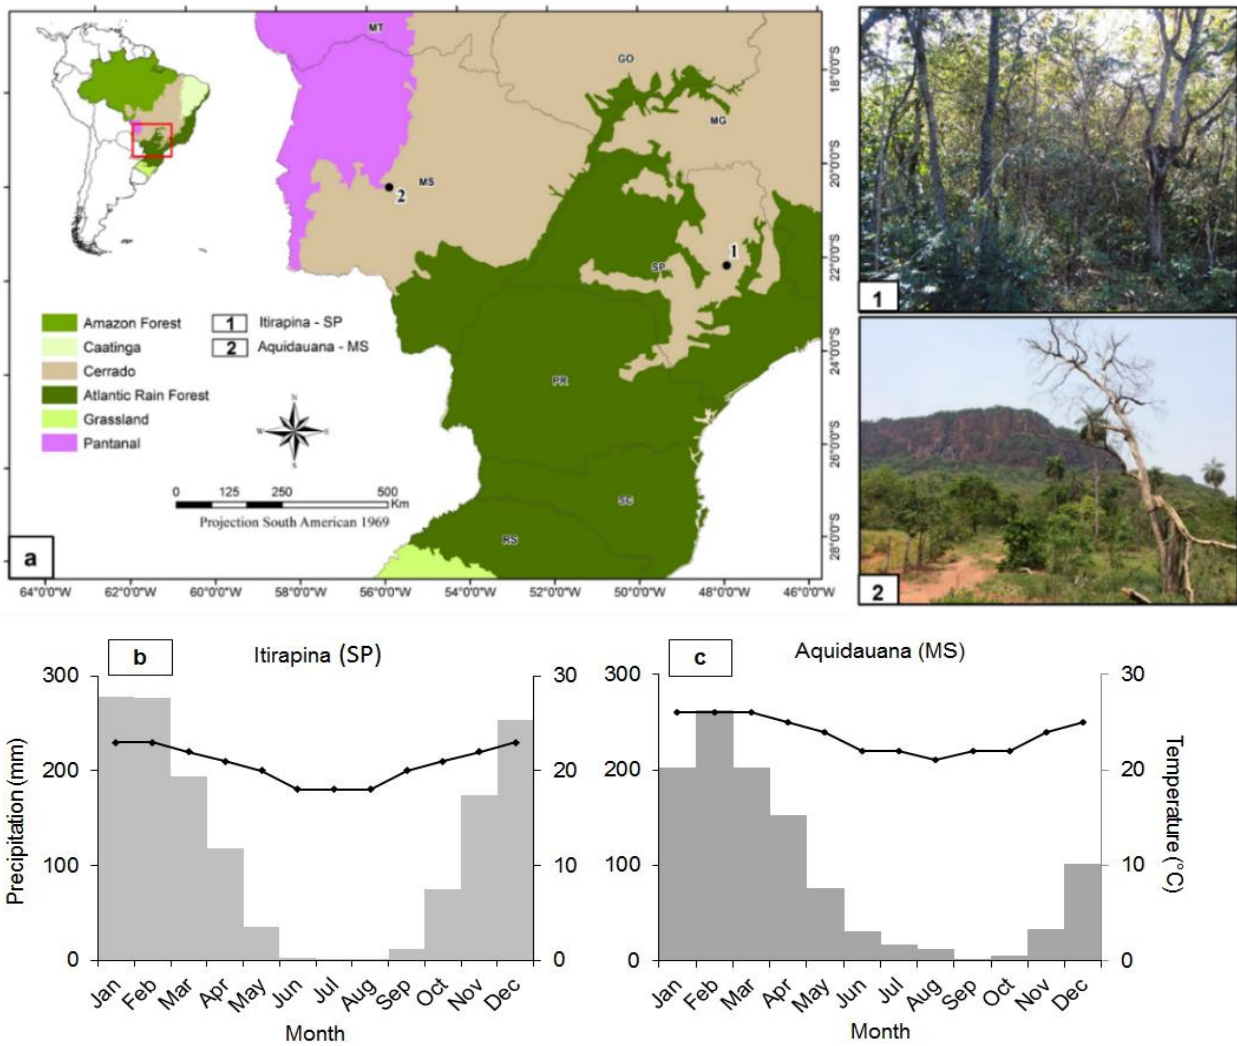 MT
GO
MG
MS
2
1
SP
PR
SC
RS
18°0'0"S
20°0'0"S
22°0'0"S
24°0'0"S
26°0'0"S
28°0'0"S
Amazon Forest
Caatinga
Cerrado
Atlantic Rain Forest
Grassland
Pantanal
1 Itirapina - SP
2 Aquidauana - MS
N
W E
S
0 125 250 500
Km
Projection South American 1969
a
64°0'0"W 62°0'0"W 60°0'0"W 58°0'0"W 56°0'0"W 54°0'0"W 52°0'0"W 50°0'0"W 48°0'0"W 46°0'0"W
1
2
b Itirapina (SP)
300 30
200 20
100 10
0 0
Precipitation (mm)
Jan Feb Mar Apr May Jun Jul Aug Sep Oct Nov Dec
Month
c Aquidauana (MS)
300 30
200 20
100 10
0 0
Temperature (°C)
Jan Feb Mar Apr May Jun Jul Aug Sep Oct Nov Dec
Month